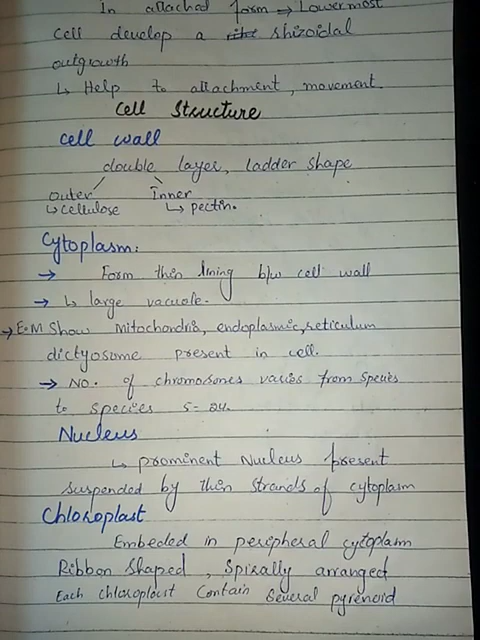 In attached form → Lowermost
Cell develop a rhizoidal
outgrowth
↳ Help to attachment, movement.
Cell Structure
Cell wall
double layer, ladder shape
Outer Inner
↳ cellulose ↳ pectin.
Cytoplasm:
→ Form thin lining b/w cell wall
→ ↳ large vacuole.
→ E.M Show Mitochondria, endoplasmic, reticulum
dictyosome present in cell.
→ No. of chromosones varies from species
to species 5-24.
Nucleus
↳ prominent Nucleus present
suspended by thin strands of cytoplasm
Chloroplast
Embeded in peripheral cytoplasm
Ribbon Shaped, Spirally arranged
Each chloroplast Contain Several pyrenoid